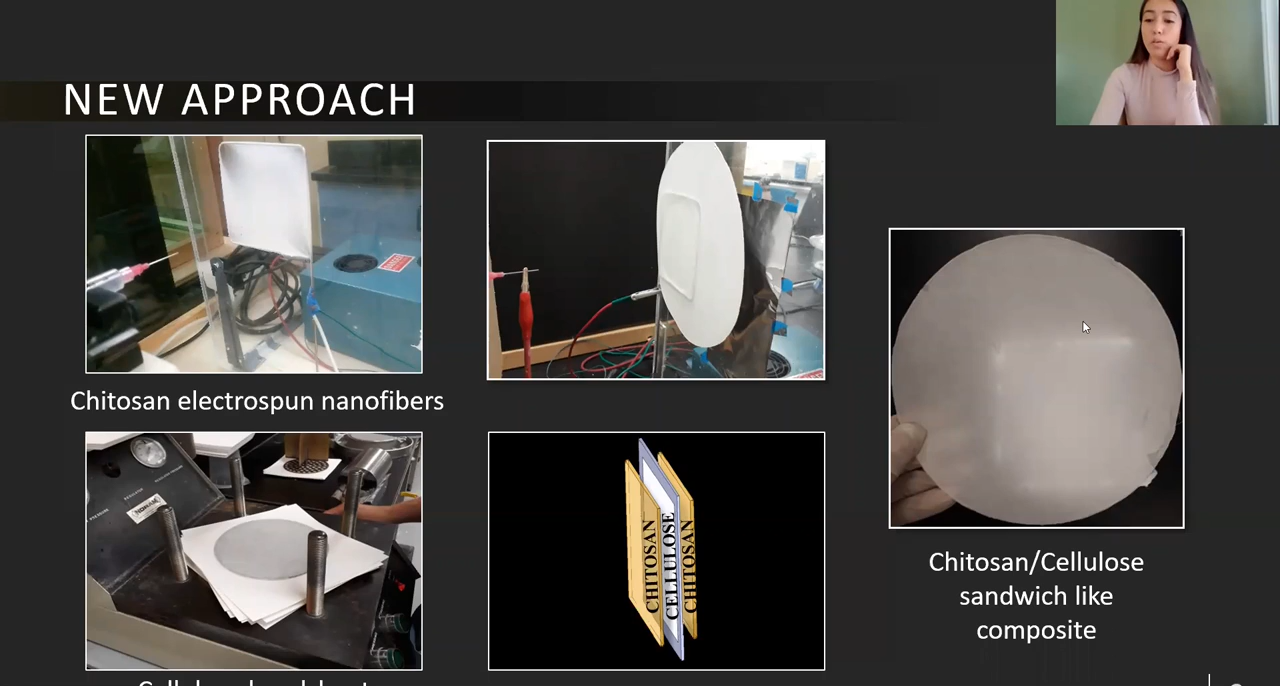 NEW APPROACH
Chitosan electrospun nanofibers
CHITOSAN
CELLULOSE
CHITOSAN
Chitosan/Cellulose
sandwich like
composite